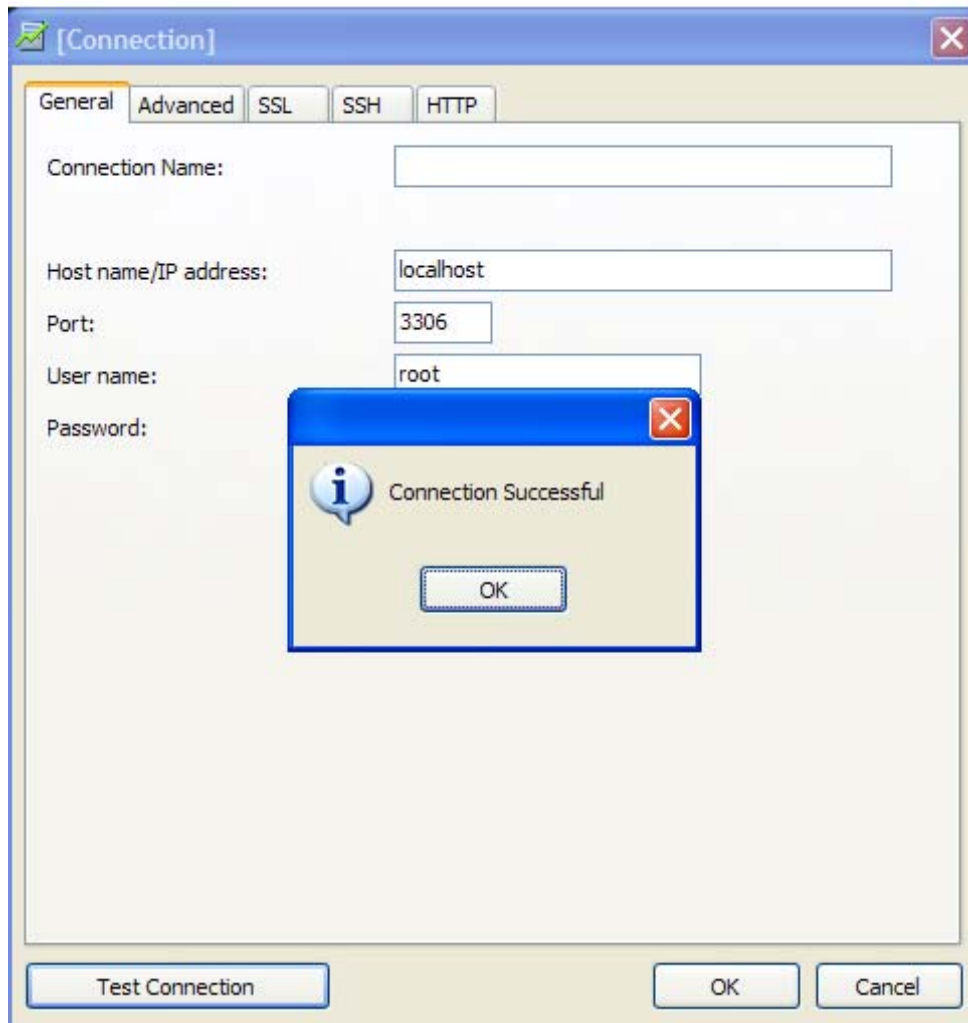 [Connection]
General Advanced SSL SSH HTTP
Connection Name:
Host name/IP address: localhost
Port: 3306
User name: root
Password:
Connection Successful
OK
Test Connection OK Cancel